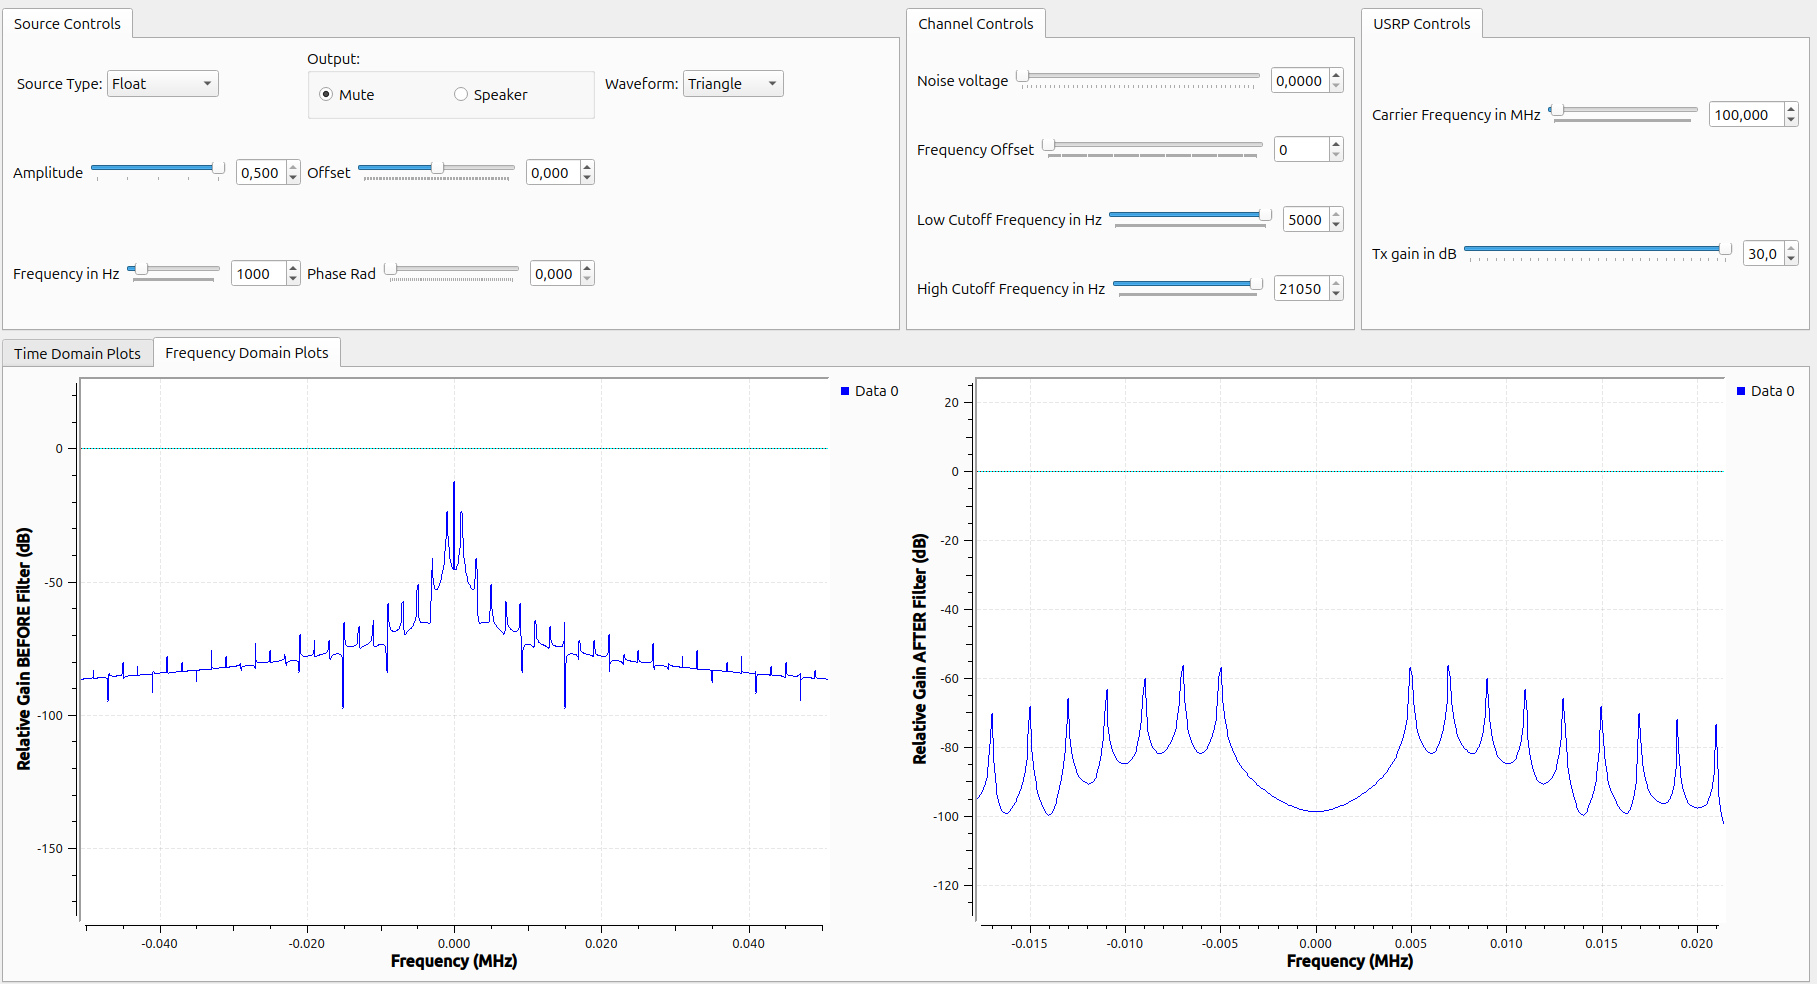 Source Controls
Source Type: Float
Output:
Mute
Speaker
Waveform: Triangle
Amplitude 0,500
Offset 0,000
Frequency in Hz 1000
Phase Rad 0,000
Channel Controls
Noise voltage 0,0000
Frequency Offset 0
Low Cutoff Frequency in Hz 5000
High Cutoff Frequency in Hz 21050
USRP Controls
Carrier Frequency in MHz 100,000
Tx gain in dB 30,0
Time Domain Plots
Frequency Domain Plots
Relative Gain BEFORE Filter (dB)
0
-50
-100
-150
-0.040 -0.020 0.000 0.020 0.040
Frequency (MHz)
Data 0
Relative Gain AFTER Filter (dB)
20
0
-20
-40
-60
-80
-100
-120
-0.015 -0.010 -0.005 0.000 0.005 0.010 0.015 0.020
Frequency (MHz)
Data 0